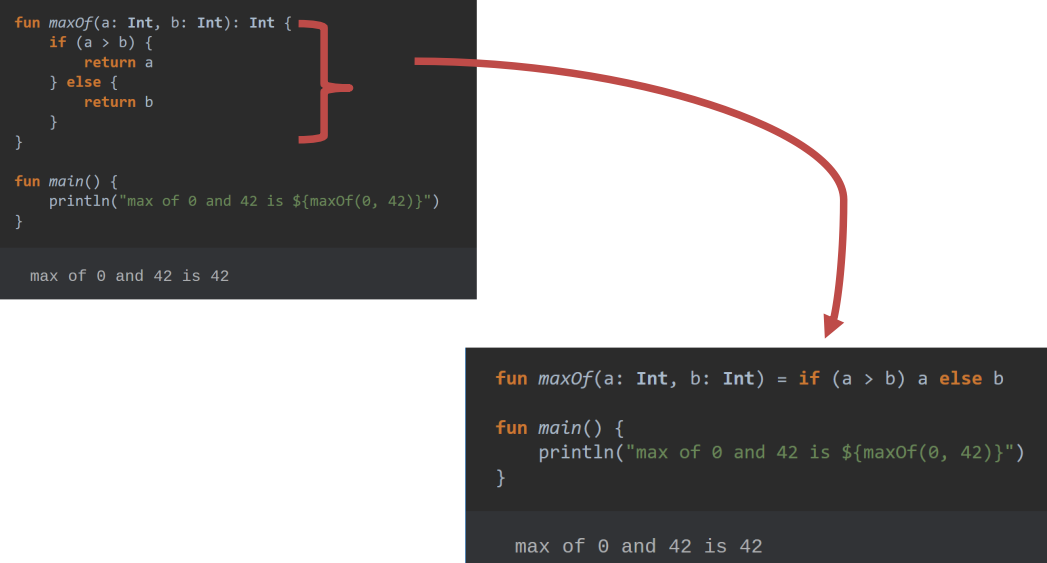 fun maxOf(a: Int, b: Int): Int {
    if (a > b) {
        return a
    } else {
        return b
    }
}
fun main() {
    println("max of 0 and 42 is ${maxOf(0, 42)}")
}
max of 0 and 42 is 42
fun maxOf(a: Int, b: Int) = if (a > b) a else b
fun main() {
    println("max of 0 and 42 is ${maxOf(0, 42)}")
}
max of 0 and 42 is 42